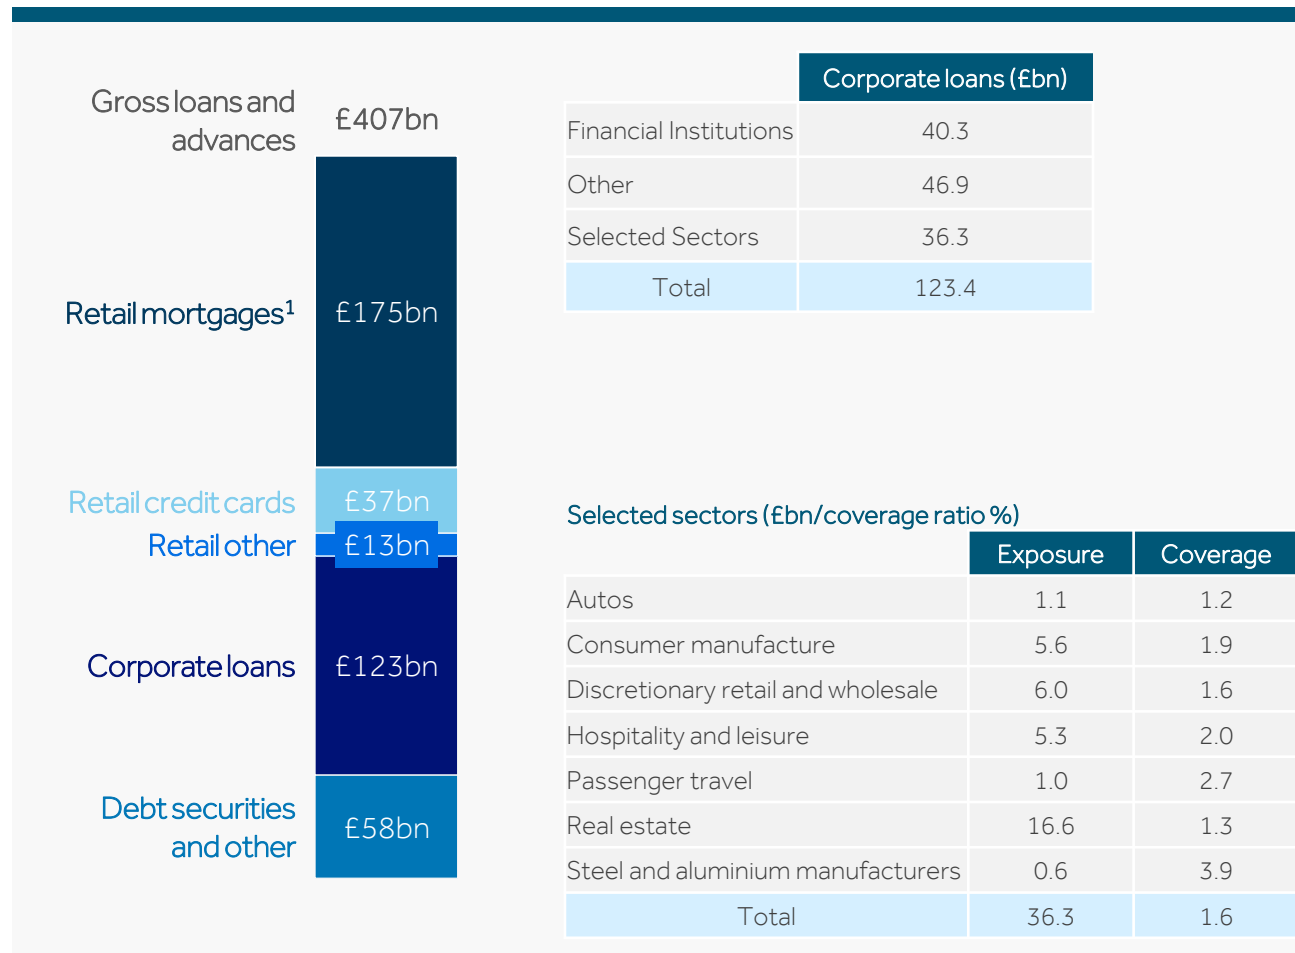 Gross loans and
advances
£407bn
Retail mortgages¹
£175bn
Retail credit cards
£37bn
Retail other
£13bn
Corporate loans
£123bn
Debt securities
and other
£58bn
Corporate loans (£bn)
Financial Institutions 40.3
Other 46.9
Selected Sectors 36.3
Total 123.4
Selected sectors (£bn/coverage ratio %)
Exposure Coverage
Autos 1.1 1.2
Consumer manufacture 5.6 1.9
Discretionary retail and wholesale 6.0 1.6
Hospitality and leisure 5.3 2.0
Passenger travel 1.0 2.7
Real estate 16.6 1.3
Steel and aluminium manufacturers 0.6 3.9
Total 36.3 1.6